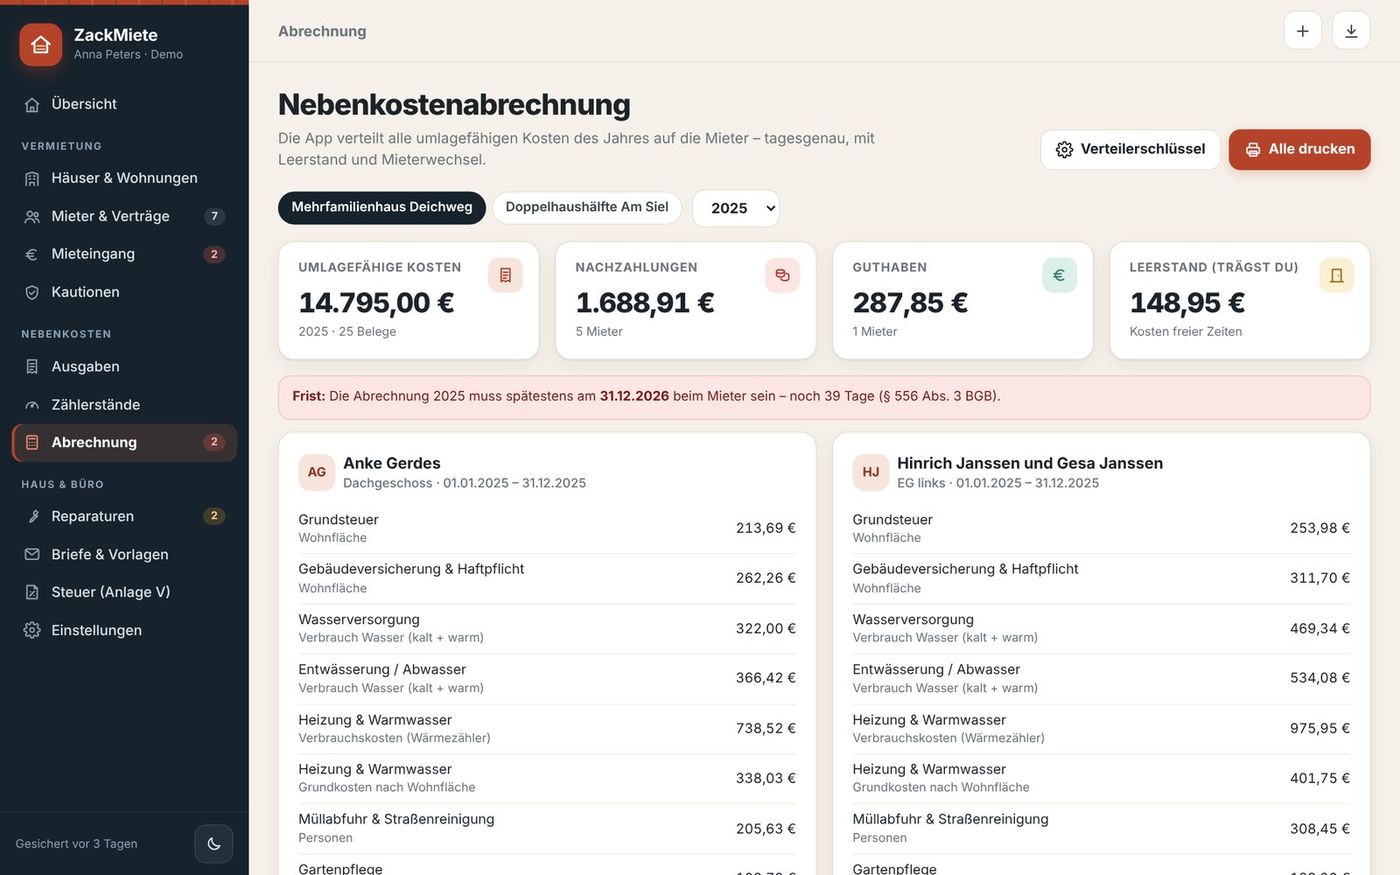 ZackMiete
Anna Peters · Demo
Übersicht
VERMIETUNG
Häuser & Wohnungen
Mieter & Verträge 7
Mieteingang 2
Kautionen
NEBENKOSTEN
Ausgaben
Zählerstände
Abrechnung 2
HAUS & BÜRO
Reparaturen 2
Briefe & Vorlagen
Steuer (Anlage V)
Einstellungen
Gesichert vor 3 Tagen
Abrechnung
Nebenkostenabrechnung
Die App verteilt alle umlagefähigen Kosten des Jahres auf die Mieter – tagesgenau, mit
Leerstand und Mieterwechsel.
Verteilerschlüssel
Alle drucken
Mehrfamilienhaus Deichweg
Doppelhaushälfte Am Siel
2025
UMLAGEFÄHIGE KOSTEN
14.795,00 €
2025 · 25 Belege
NACHZAHLUNGEN
1.688,91 €
5 Mieter
GUTHABEN
287,85 €
1 Mieter
LEERSTAND (TRÄGST DU)
148,95 €
Kosten freier Zeiten
Frist: Die Abrechnung 2025 muss spätestens am 31.12.2026 beim Mieter sein – noch 39 Tage (§ 556 Abs. 3 BGB).
AG
Anke Gerdes
Dachgeschoss · 01.01.2025 – 31.12.2025
Grundsteuer
Wohnfläche
213,69 €
Gebäudeversicherung & Haftpflicht
Wohnfläche
262,26 €
Wasserversorgung
Verbrauch Wasser (kalt + warm)
322,00 €
Entwässerung / Abwasser
Verbrauch Wasser (kalt + warm)
366,42 €
Heizung & Warmwasser
Verbrauchskosten (Wärmezähler)
738,52 €
Heizung & Warmwasser
Grundkosten nach Wohnfläche
338,03 €
Müllabfuhr & Straßenreinigung
Personen
205,63 €
Gartenpflege
HJ
Hinrich Janssen und Gesa Janssen
EG links · 01.01.2025 – 31.12.2025
Grundsteuer
Wohnfläche
253,98 €
Gebäudeversicherung & Haftpflicht
Wohnfläche
311,70 €
Wasserversorgung
Verbrauch Wasser (kalt + warm)
469,34 €
Entwässerung / Abwasser
Verbrauch Wasser (kalt + warm)
534,08 €
Heizung & Warmwasser
Verbrauchskosten (Wärmezähler)
975,95 €
Heizung & Warmwasser
Grundkosten nach Wohnfläche
401,75 €
Müllabfuhr & Straßenreinigung
Personen
308,45 €
Gartenpflege